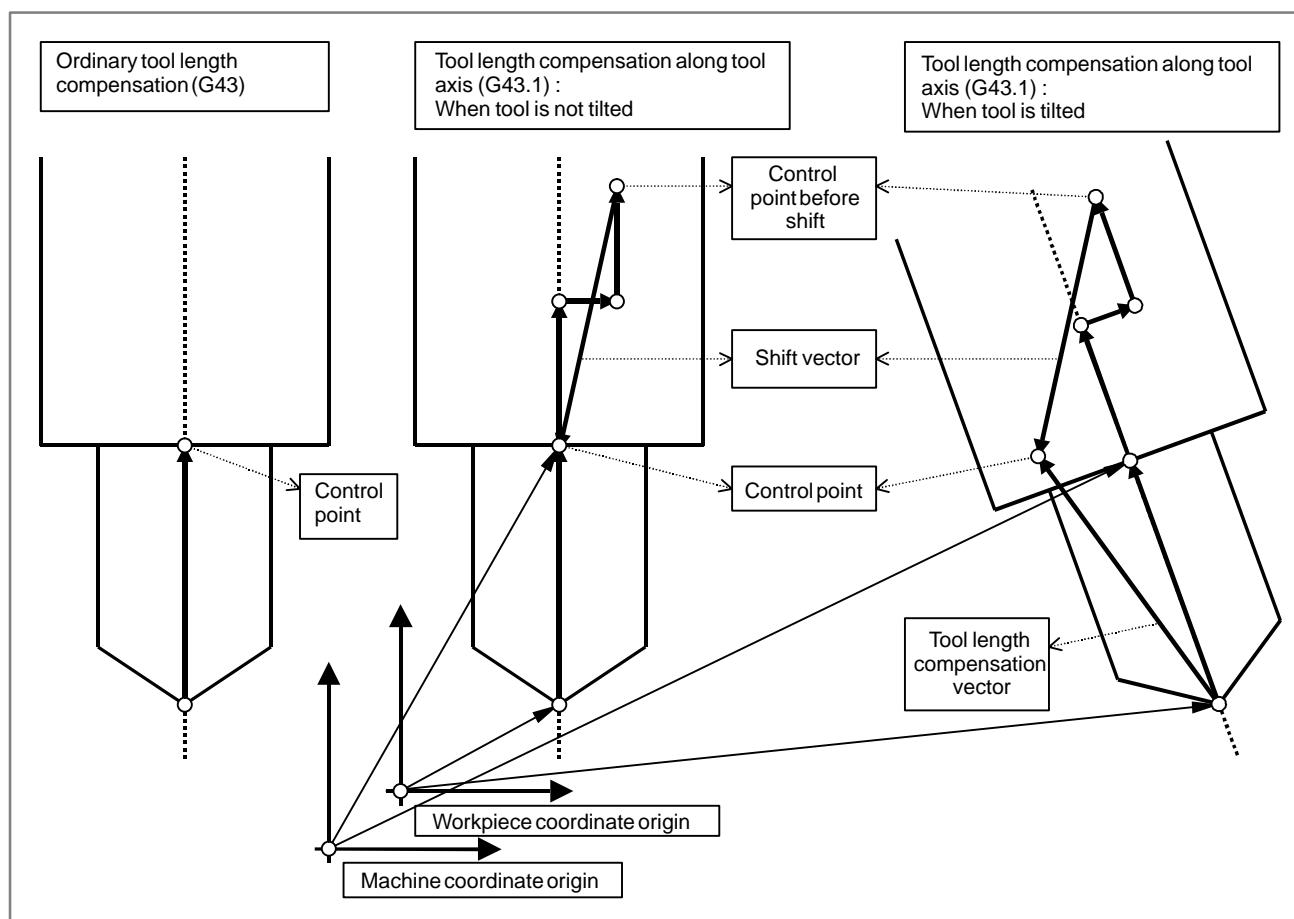 Ordinary tool length
compensation (G43)
Tool length compensation along tool
axis (G43.1) :
When tool is not tilted
Tool length compensation along tool
axis (G43.1) :
When tool is tilted
Control
point before
shift
Shift vector
Control
point
Control point
Tool length
compensation
vector
Workpiece coordinate origin
Machine coordinate origin